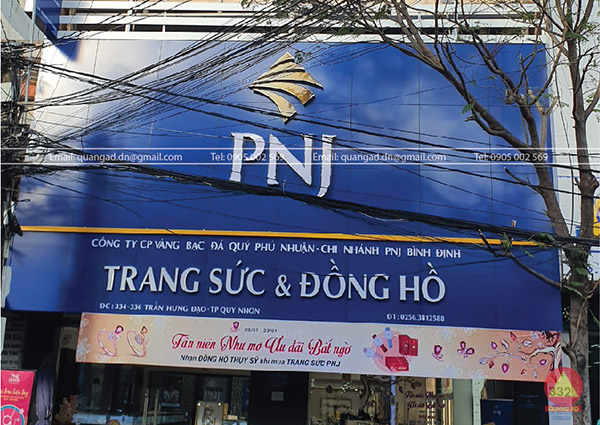 PNJ
Email: quangad.dn@gmail.com Tel: 0905 002 569 Email: quangad.dn@gmail.com Tel: 0905 002 569
CÔNG TY CP VÀNG BẠC ĐÁ QUÝ PHÚ NHUẬN - CHI NHÁNH PNJ BÌNH ĐỊNH
TRANG SỨC & ĐỒNG HỒ
ĐC : 334-336 TRẦN HƯNG ĐẠO - TP QUY NHƠN ĐT: 0256.3812588
Tân niên Như mơ Ưu đãi Bất ngờ
Nhận ĐỒNG HỒ THỤY SỸ khi mua TRANG SỨC PNJ
332
QUANG AD